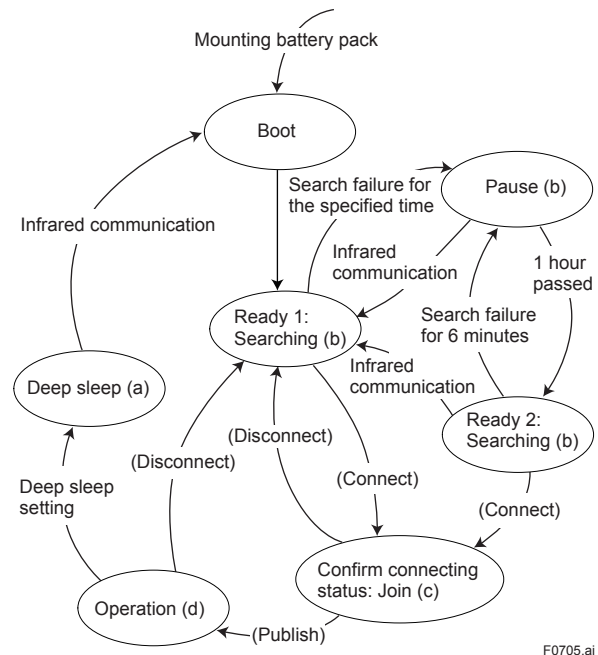 Mounting battery pack
Boot
Search failure for
the specified time
Pause (b)
Infrared communication
Infrared
communication
1 hour
passed
Ready 1:
Searching (b)
Search failure
for 6 minutes
Infrared
communication
Deep sleep (a)
Ready 2:
Searching (b)
(Disconnect)
(Disconnect)
(Connect)
Deep sleep
setting
(Connect)
Confirm connecting
status: Join (c)
Operation (d)
(Publish)
F0705.ai